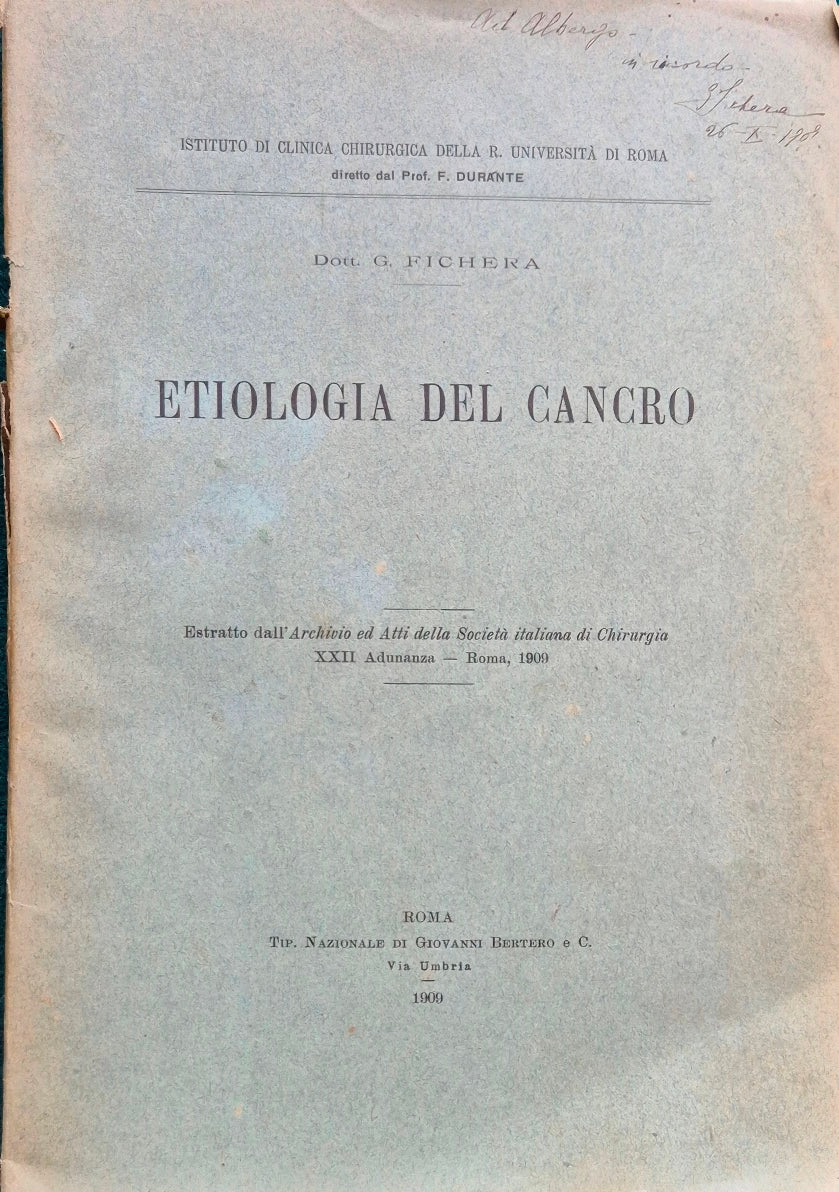 Albergo -
in ricordo -
Fichera
26 - X - 1909.
ISTITUTO DI CLINICA CHIRURGICA DELLA R. UNIVERSITÀ DI ROMA
diretto dal Prof. F. DURANTE
Dott. G. FICHERA
ETIOLOGIA DEL CANCRO
Estratto dall'Archivio ed Atti della Società italiana di Chirurgia
XXII Adunanza — Roma, 1909
ROMA
TIP. NAZIONALE DI GIOVANNI BERTERO e C.
Via Umbria
1909